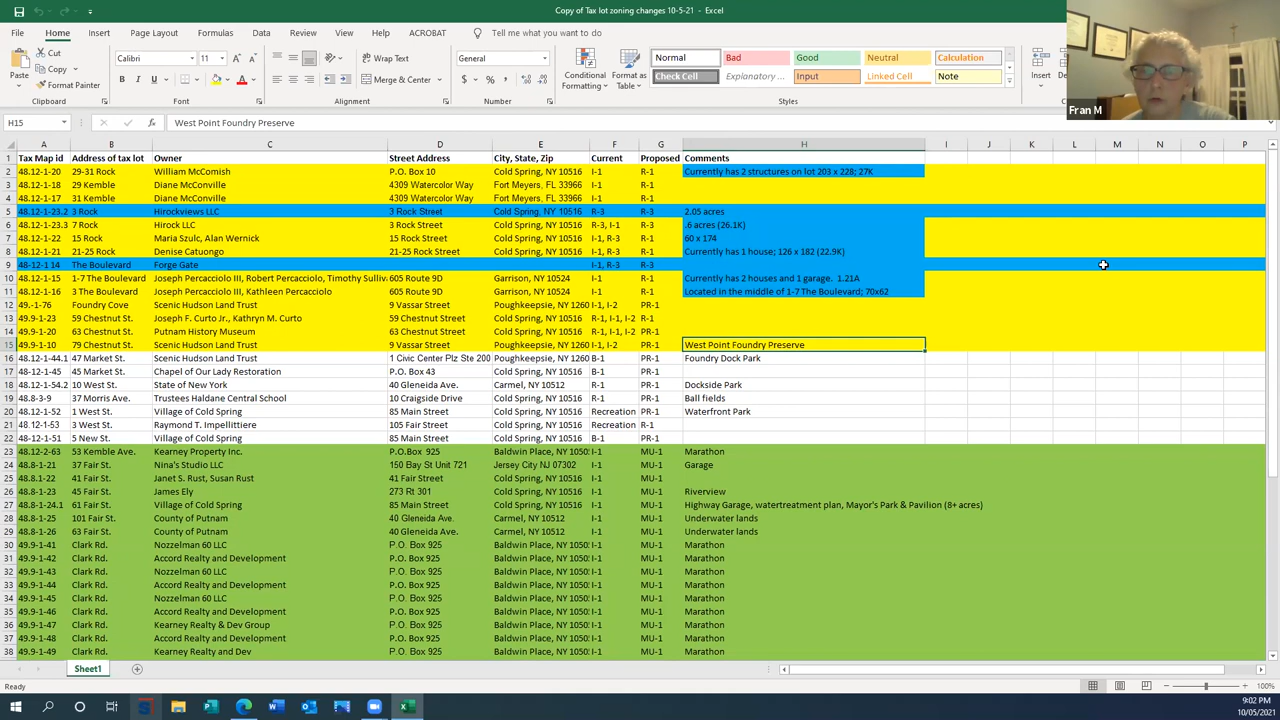 Copy of Tax lot zoning changes 10-5-21 - Excel
File Home Insert Page Layout Formulas Data Review View Help ACROBAT Tell me what you want to do
Paste Cut Copy Format Painter Clipboard
Calibri 11 B I U A A Font
Wrap Text Merge & Center Alignment
General $ % Number
Conditional Formatting Format as Table
Normal Bad Good Neutral Calculation
Check Cell Explanatory ... Input Linked Cell Note
Styles
Insert
Fran M
H15 fx West Point Foundry Preserve
A B C D E F G H I J K L M N O P
1 Tax Map id Address of tax lot Owner Street Address City, State, Zip Current Proposed Comments
2 48.12-1-20 29-31 Rock William McComish P.O. Box 10 Cold Spring, NY 10516 I-1 R-1 Currently has 2 structures on lot 203 x 228; 27K
3 48.12-1-18 29 Kemble Diane McConville 4309 Watercolor Way Fort Meyers, FL 33966 I-1 R-1
4 48.12-1-17 31 Kemble Diane McConville 4309 Watercolor Way Fort Meyers, FL 33966 I-1 R-1
5 48.12-1-23.2 3 Rock Hirockviews LLC 3 Rock Street Cold Spring, NY 10516 R-3 R-3 2.05 acres
6 48.12-1-23.3 7 Rock Hirock LLC 3 Rock Street Cold Spring, NY 10516 R-3, I-1 R-3 .6 acres (26.1K)
7 48.12-1-22 15 Rock Maria Szulc, Alan Wernick 15 Rock Street Cold Spring, NY 10516 I-1, R-3 R-3 60 x 174
8 48.12-1-21 21-25 Rock Denise Catuongo 21-25 Rock Street Cold Spring, NY 10516 I-1, R-3 R-3 Currently has 1 house; 126 x 182 (22.9K)
9 48-12-1 14 The Boulevard Forge Gate I-1, R-3 R-3
10 48.12-1-15 1-7 The Boulevard Joseph Percacciolo III, Robert Percacciolo, Timothy Sulliv 605 Route 9D Garrison, NY 10524 I-1 R-3 Currently has 2 houses and 1 garage. 1.21A
11 48.12-1-16 3 The Boulevard Joseph Percacciolo III, Kathleen Percacciolo 605 Route 9D Garrison, NY 10524 I-1 R-3 Located in the middle of 1-7 The Boulevard; 70x62
12 49.-1-76 Foundry Cove Scenic Hudson Land Trust 9 Vassar Street Poughkeepsie, NY 1260 I-1, I-2 PR-1
13 49.9-1-23 59 Chestnut St. Joseph F. Curto Jr., Kathryn M. Curto 59 Chestnut Street Cold Spring, NY 10516 R-1, I-1, I-2 R-1
14 49.9-1-23 63 Chestnut St. Putnam History Museum 63 Chestnut Street Cold Spring, NY 10516 R-1, I-1, I-2 PR-1
15 49.9-1-10 79 Chestnut St. Scenic Hudson Land Trust 9 Vassar Street Poughkeepsie, NY 1260 I-1, I-2 PR-1 West Point Foundry Preserve
16 48.12-1-44.1 47 Market St. Scenic Hudson Land Trust 1 Civic Center Plz Ste 200 Poughkeepsie, NY 1260 B-1 PR-1 Foundry Dock Park
17 48.12-1-45 45 Market St. Chapel of Our Lady Restoration P.O. Box 43 Cold Spring, NY 10516 B-1 PR-1
18 48.12-1-54.2 10 West St. State of New York 40 Gleneida Ave. Carmel, NY 10512 R-1 PR-1 Dockside Park
19 48.8-3-9 37 Morris Ave. Trustees Haldane Central School 10 Craigside Drive Cold Spring, NY 10516 R-1 PR-1 Ball fields
20 48.12-1-52 1 West St. Village of Cold Spring 85 Main Street Cold Spring, NY 10516 Recreation PR-1 Waterfront Park
21 48.12-1-53 3 West St. Raymond T. Impellittiere 105 Fair Street Cold Spring, NY 10516 Recreation R-1
22 48-12-1-51 5 New St. Village of Cold Spring 85 Main Street Cold Spring, NY 10516 B-1 PR-1
23 48.12-2-63 53 Kemble Ave. Kearney Property Inc. P.O.Box 925 Baldwin Place, NY 1050 I-1 MU-1 Marathon
24 48.8-1-21 37 Fair St. Nina's Studio LLC 150 Bay St Unit 721 Jersey City NJ 07302 I-1 MU-1 Garage
25 48.8.1-22 41 Fair St. Janet S. Rust, Susan Rust 41 Fair Street Cold Spring, NY 10516 I-1 MU-1
26 48.8-1-23 45 Fair St. James Ely 273 Rt 301 Cold Spring, NY 10516 I-1 MU-1 Riverview
27 48.8-1-24.1 61 Fair St. Village of Cold Spring 85 Main Street Cold Spring, NY 10516 I-1 MU-1 Highway Garage, watertreatment plan, Mayor's Park & Pavilion (8+ acres)
28 48.8-1-25 101 Fair St. County of Putnam 40 Gleneida Ave. Carmel, NY 10512 I-1 MU-1 Underwater lands
29 48.8-1-26 63 Fair St. County of Putnam 40 Gleneida Ave. Carmel, NY 10512 I-1 MU-1 Underwater lands
30 49.9-1-41 Clark Rd. Nozzelman 60 LLC P.O. Box 925 Baldwin Place, NY 1050 I-1 MU-1 Marathon
31 49.9-1-42 Clark Rd. Accord Realty and Development P.O. Box 925 Baldwin Place, NY 1050 I-1 MU-1 Marathon
32 49.9-1-43 Clark Rd. Nozzelman 60 LLC P.O. Box 925 Baldwin Place, NY 1050 I-1 MU-1 Marathon
33 49.9-1-44 Clark Rd. Accord Realty and Development P.O. Box 925 Baldwin Place, NY 1050 I-1 MU-1 Marathon
34 49.9-1-45 Clark Rd. Nozzelman 60 LLC P.O. Box 925 Baldwin Place, NY 1050 I-1 MU-1 Marathon
35 49.9-1-46 Clark Rd. Accord Realty and Development P.O. Box 925 Baldwin Place, NY 1050 I-1 MU-1 Marathon
36 49.9-1-47 Clark Rd. Kearney Realty & Dev Group P.O. Box 925 Baldwin Place, NY 1050 I-1 MU-1 Marathon
37 49.9-1-48 Clark Rd. Accord Realty and Development P.O. Box 925 Baldwin Place, NY 1050 I-1 MU-1 Marathon
38 49.9-1-49 Clark Rd. Kearney Realty and Dev P.O. Box 925 Baldwin Place, NY 1050 I-1 MU-1 Marathon
Sheet1
Ready 100%
9:02 PM
10/05/2021